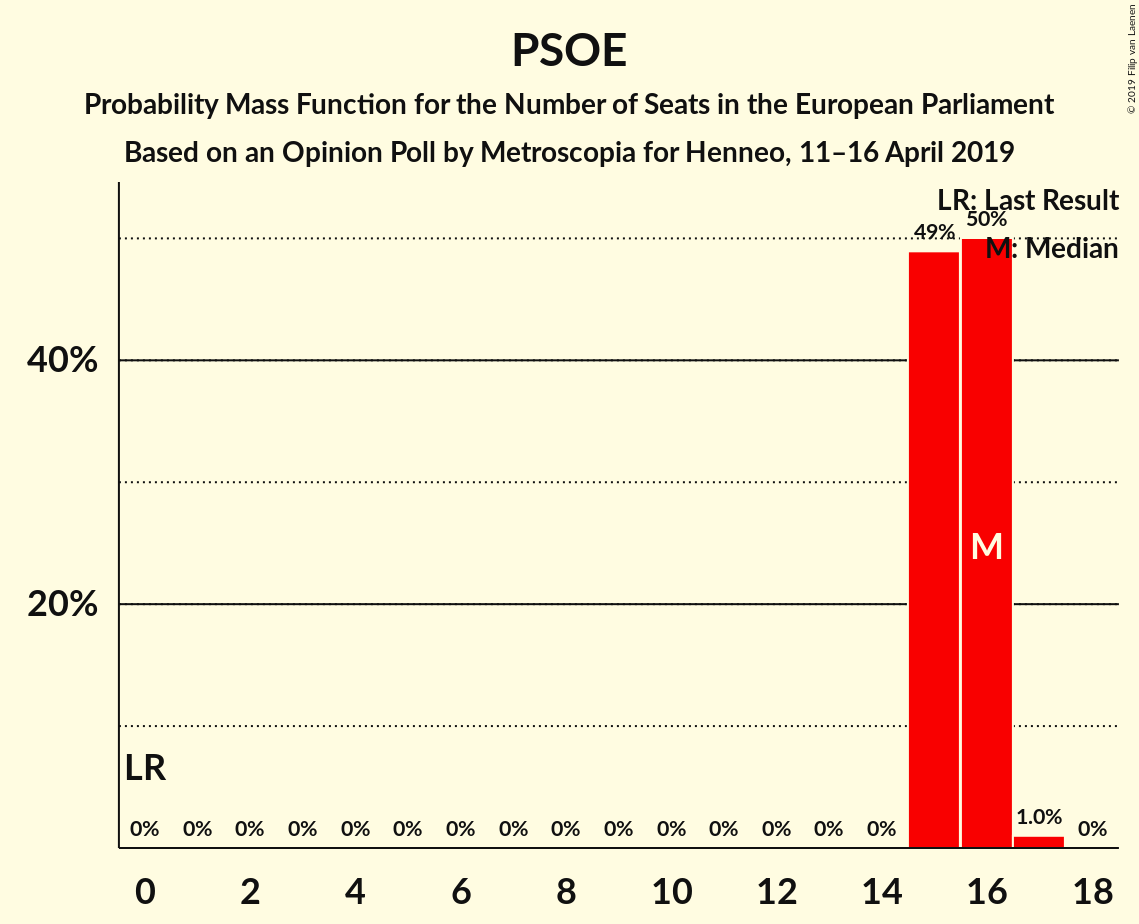 PSOE
Probability Mass Function for the Number of Seats in the European Parliament
Based on an Opinion Poll by Metroscopia for Henneo, 11–16 April 2019
© 2019 Filip van Laenen
LR: Last Result
M: Median
49%
50%
40%
20%
M
LR
0% 0% 0% 0% 0% 0% 0% 0% 0% 0% 0% 0% 0% 0% 0% 1.0% 0%
0 2 4 6 8 10 12 14 16 18